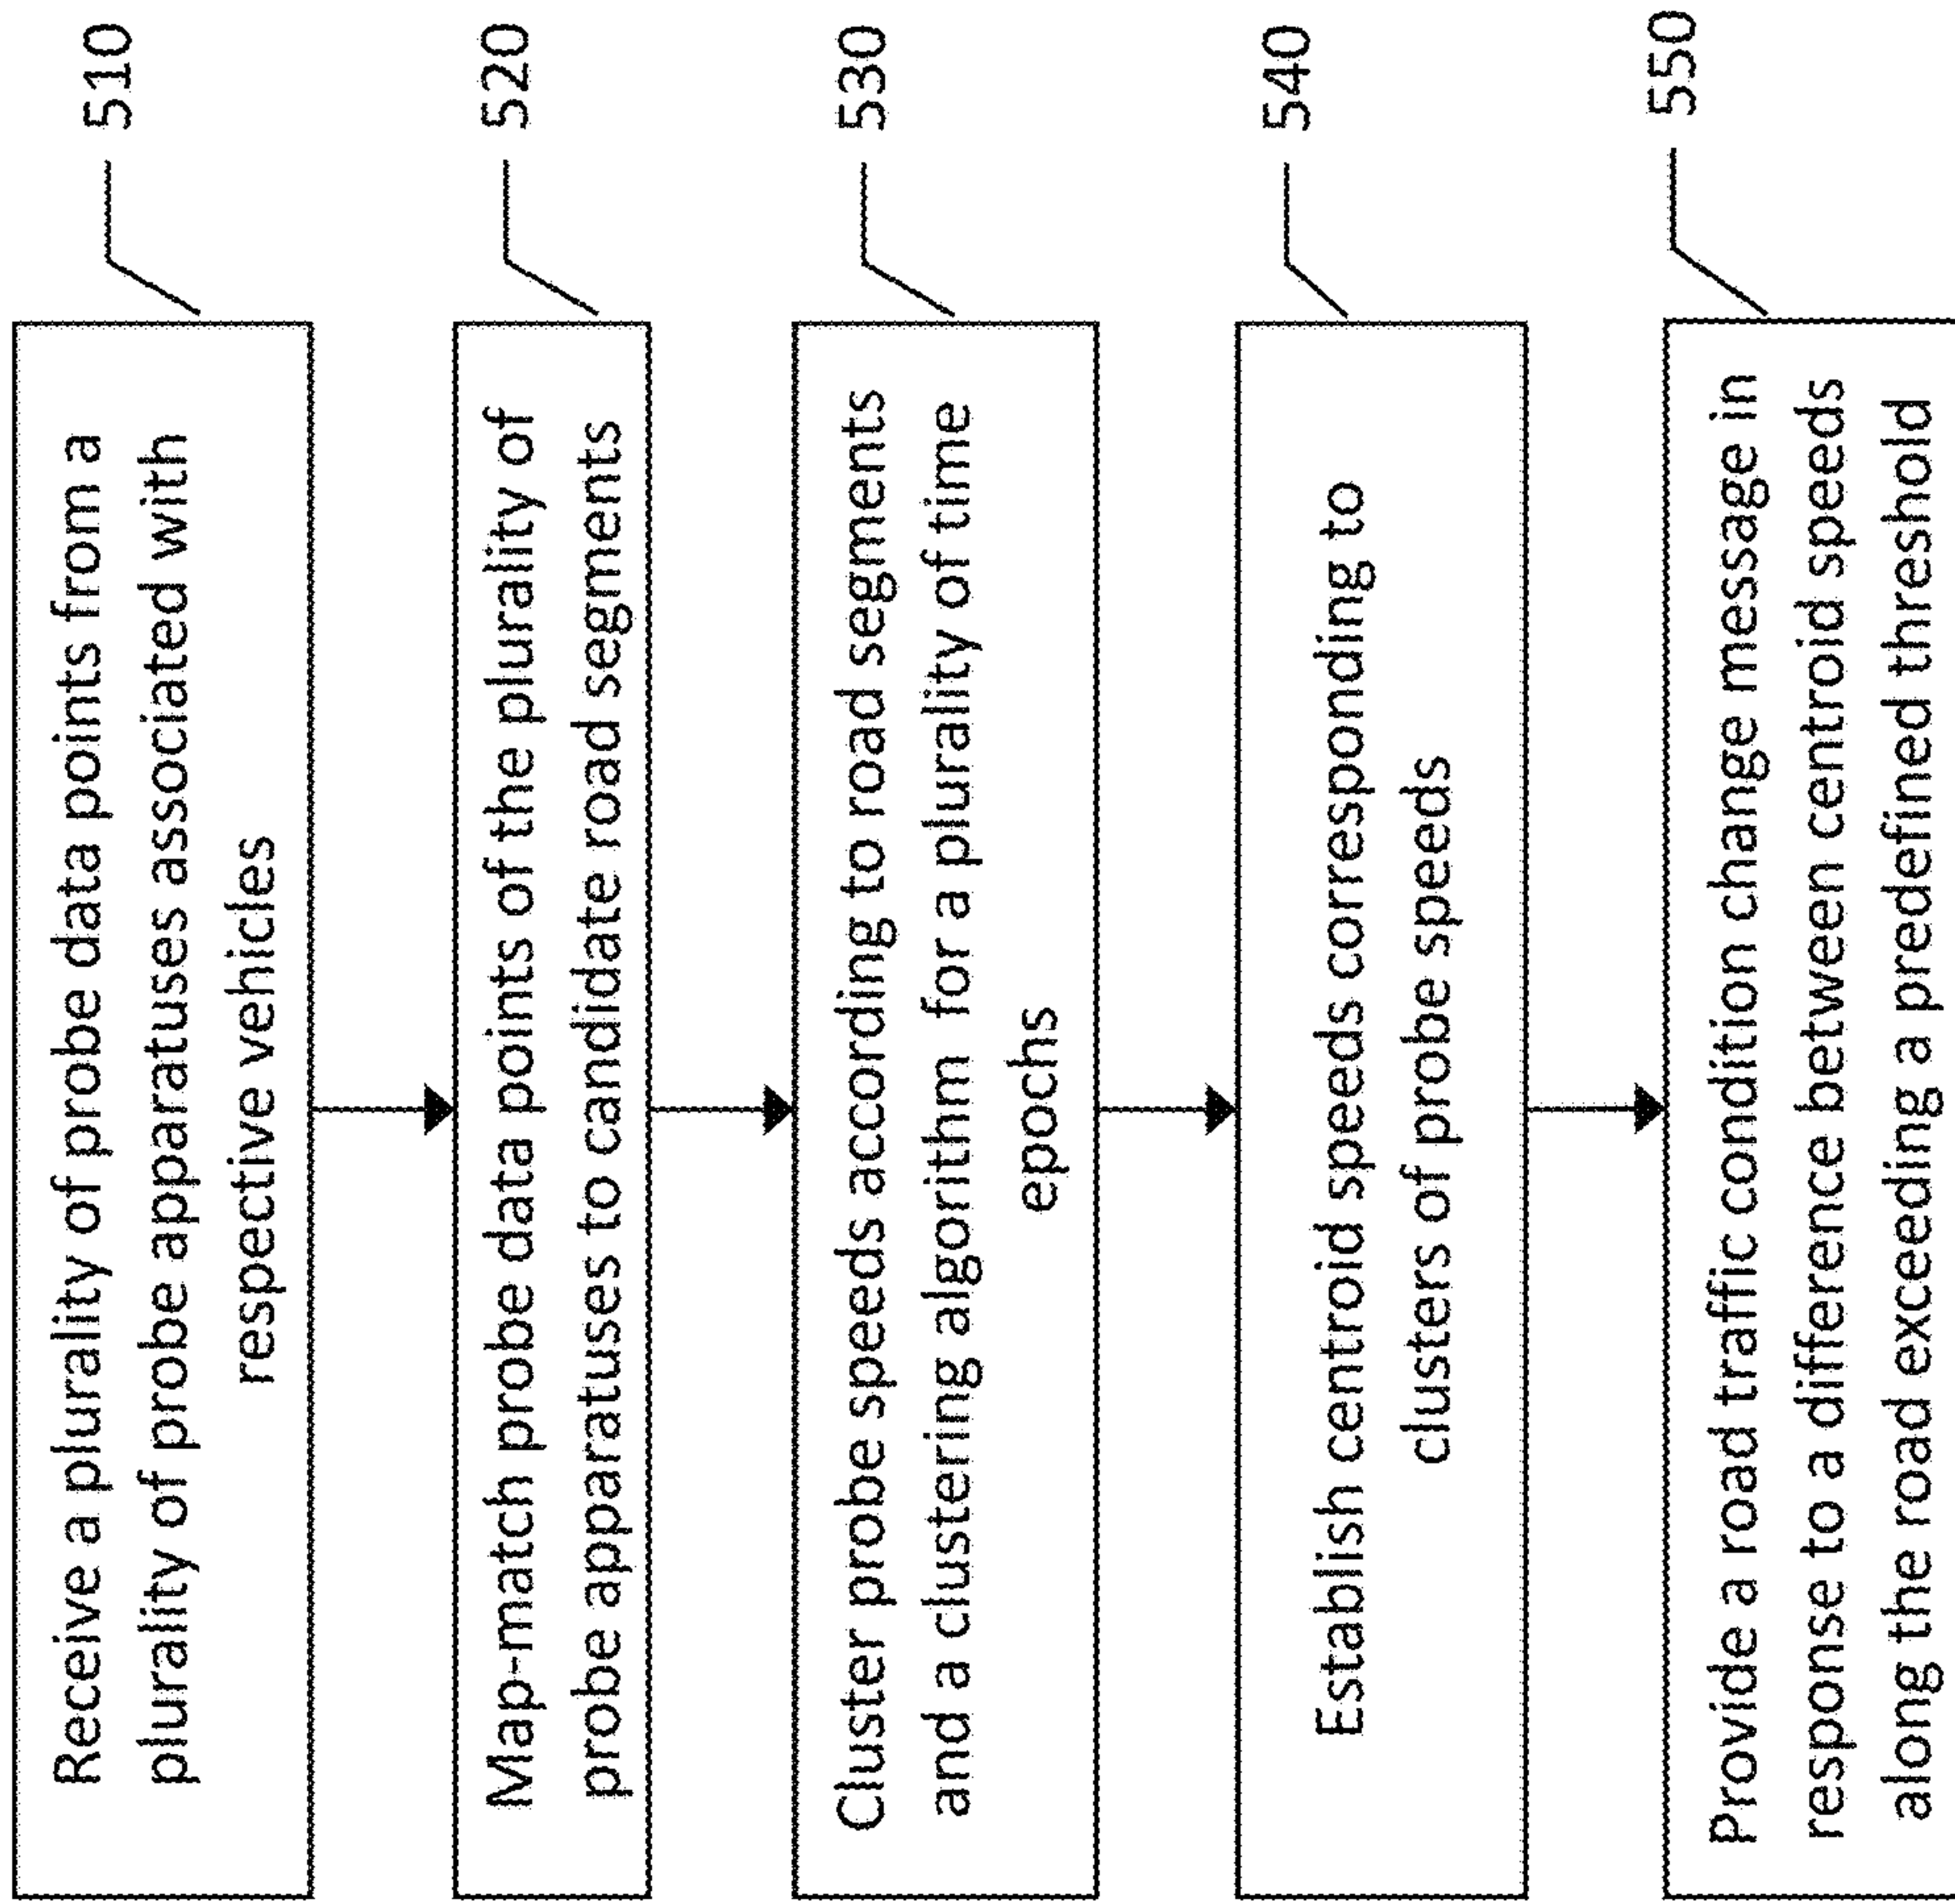 Receive a plurality of probe data points from a
plurality of probe apparatuses associated with
respective vehicles
510
Map-match probe data points of the plurality of
probe apparatuses to candidate road segments
520
Cluster probe speeds according to road segments
and a clustering algorithm for a plurality of time
epochs
530
Establish centroid speeds corresponding to
clusters of probe speeds
540
Provide a road traffic condition change message in
response to a difference between centroid speeds
along the road exceeding a predefined threshold
550